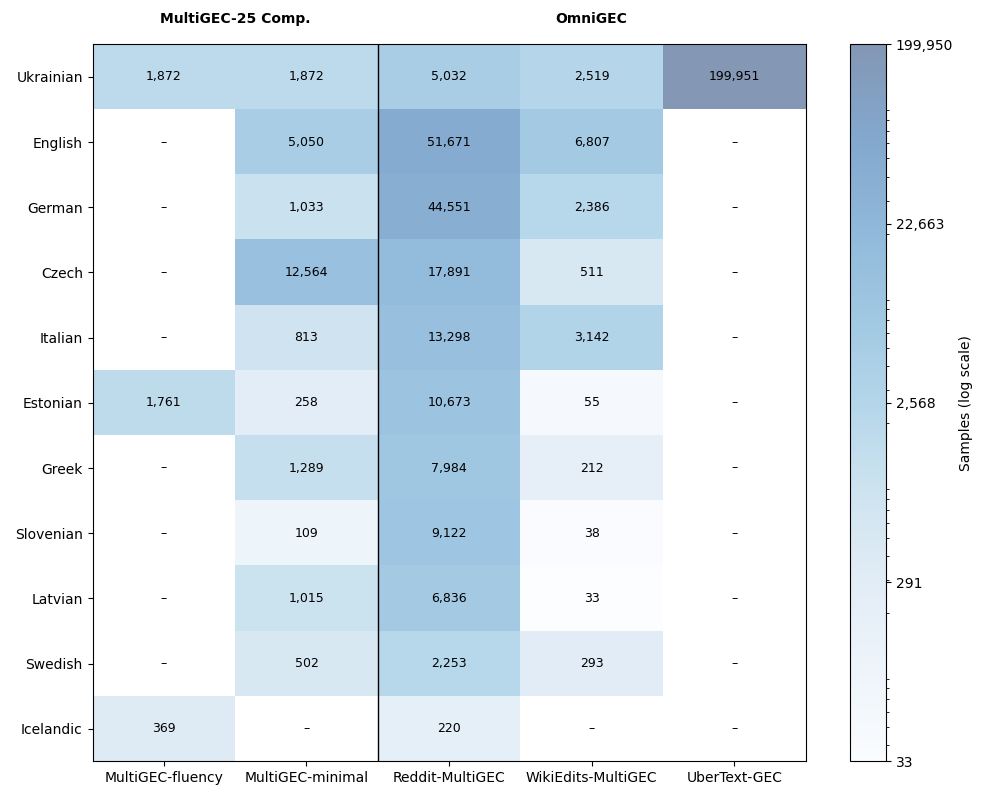 MultiGEC-25 Comp. OmniGEC
Ukrainian 1,872 1,872 5,032 2,519 199,951
English – 5,050 51,671 6,807 –
German – 1,033 44,551 2,386 –
Czech – 12,564 17,891 511 –
Italian – 813 13,298 3,142 –
Estonian 1,761 258 10,673 55 –
Greek – 1,289 7,984 212 –
Slovenian – 109 9,122 38 –
Latvian – 1,015 6,836 33 –
Swedish – 502 2,253 293 –
Icelandic 369 – 220 – –
MultiGEC-fluency MultiGEC-minimal Reddit-MultiGEC WikiEdits-MultiGEC UberText-GEC
199,950
22,663
2,568
291
33
Samples (log scale)